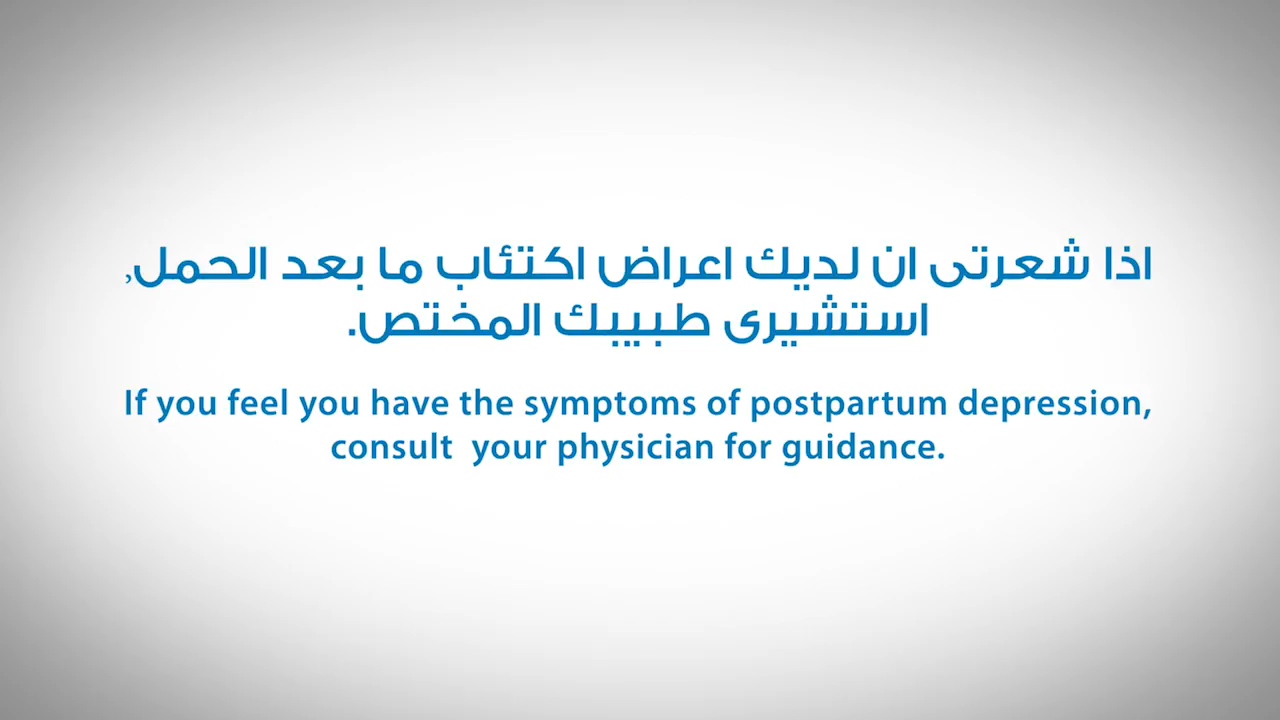 اذا شعرتى ان لديك اعراض اكتئاب ما بعد الحمل,
استشيرى طبيبك المختص.
If you feel you have the symptoms of postpartum depression,
consult  your physician for guidance.